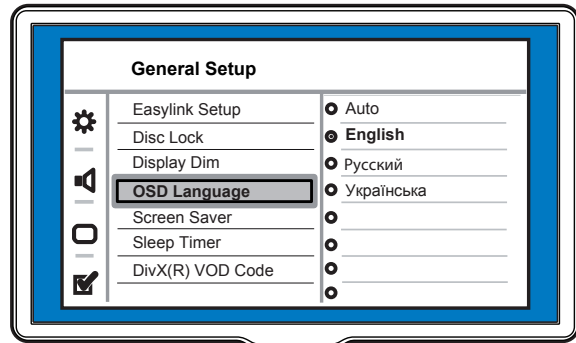 General Setup
Easylink Setup
Disc Lock
Display Dim
OSD Language
Screen Saver
Sleep Timer
DivX(R) VOD Code
Auto
English
Русский
Українська